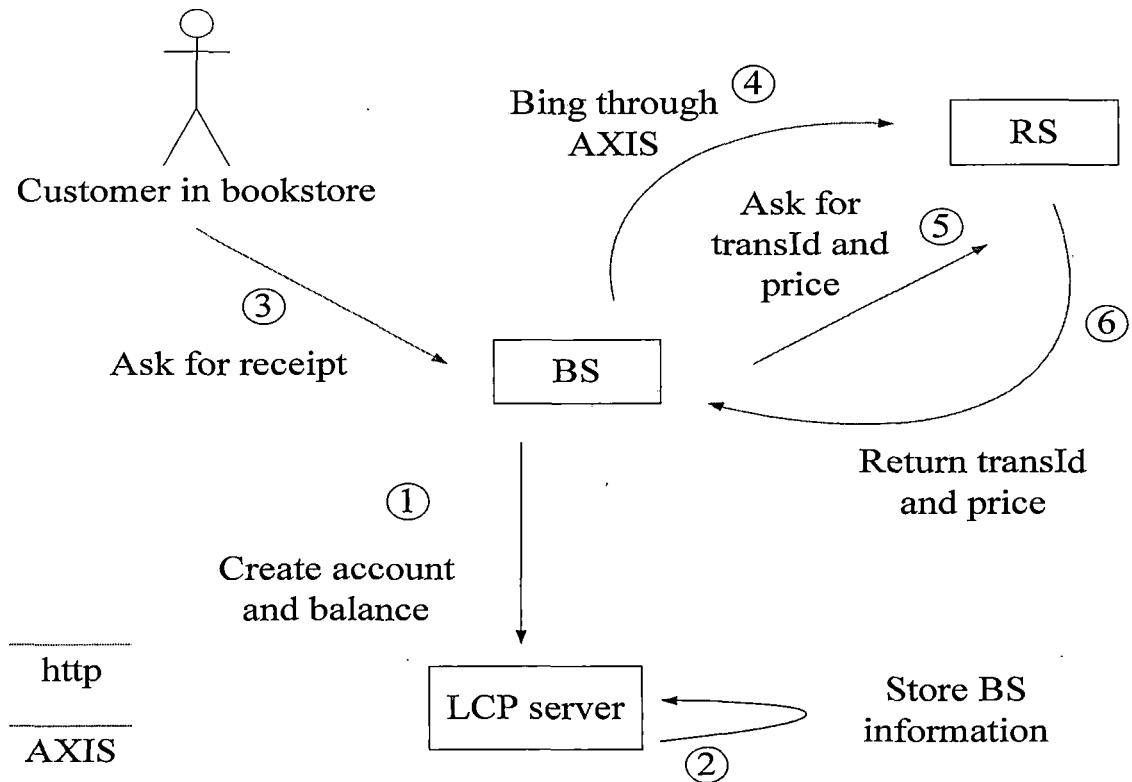 Bing through
AXIS
④
RS
Customer in bookstore
Ask for
transId and
price
⑤
③
Ask for receipt
BS
⑥
Return transId
and price
①
Create account
and balance
http
AXIS
LCP server
②
Store BS
information